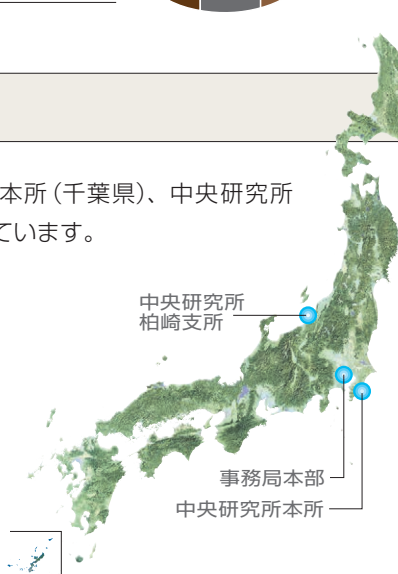 本所（千葉県）、中央研究所
ています。
中央研究所
柏崎支所
事務局本部
中央研究所本所